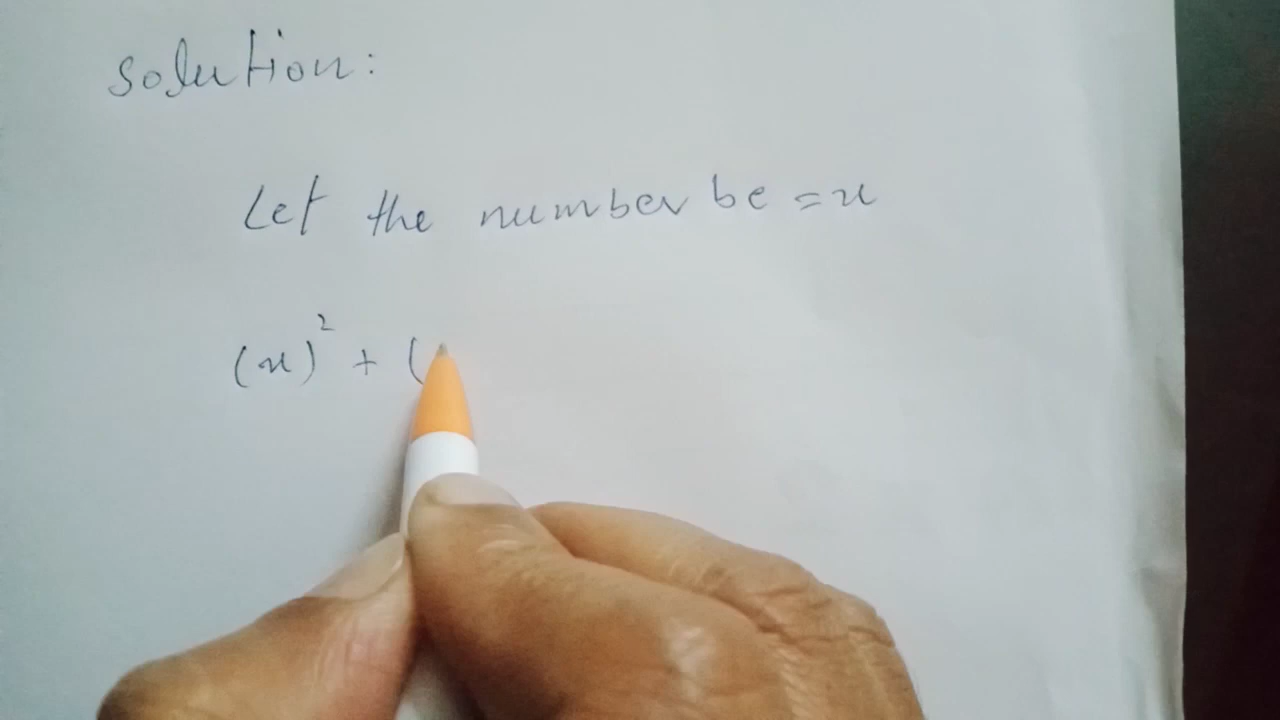 Solution:
Let the number be = x
(x)² + (